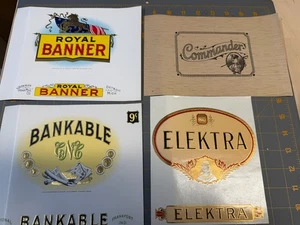 ROYAL
BANNER
ROYAL
BANNER
Commander
BANKABLE
9¢
BANKABLE
ELEKTRA
ELEKTRA